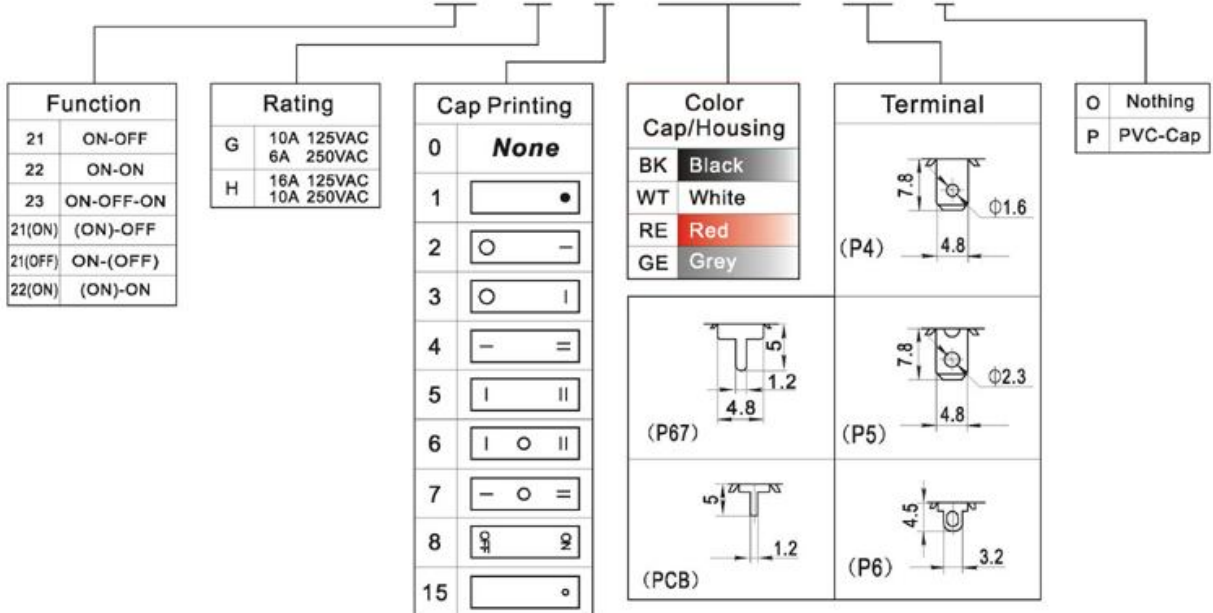 Function
21 ON-OFF
22 ON-ON
23 ON-OFF-ON
21(ON) (ON)-OFF
21(OFF) ON-(OFF)
22(ON) (ON)-ON
Rating
G 10A 125VAC
6A 250VAC
H 16A 125VAC
10A 250VAC
Cap Printing
0 None
1 ●
2 O —
3 O I
4 — =
5 I II
6 I O II
7 — O =
8 OFF ON
15 o
Color
Cap/Housing
BK Black
WT White
RE Red
GE Grey
5
1.2
4.8
(P67)
5
1.2
(PCB)
Terminal
7.8
Φ1.6
4.8
(P4)
7.8
Φ2.3
4.8
(P5)
4.5
3.2
(P6)
O Nothing
P PVC-Cap